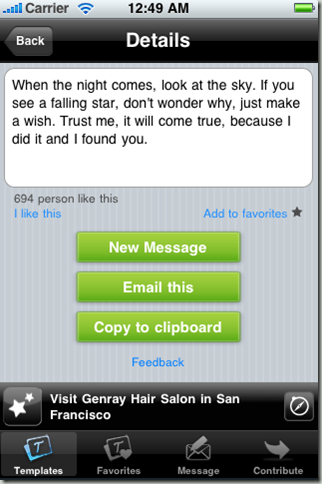 Carrier 12:49 AM
Back Details
When the night comes, look at the sky. If you
see a falling star, don't wonder why, just make
a wish. Trust me, it will come true, because I
did it and I found you.
694 person like this
I like this Add to favorites
New Message
Email this
Copy to clipboard
Feedback
Visit Genray Hair Salon in San
Francisco
Templates Favorites Message Contribute